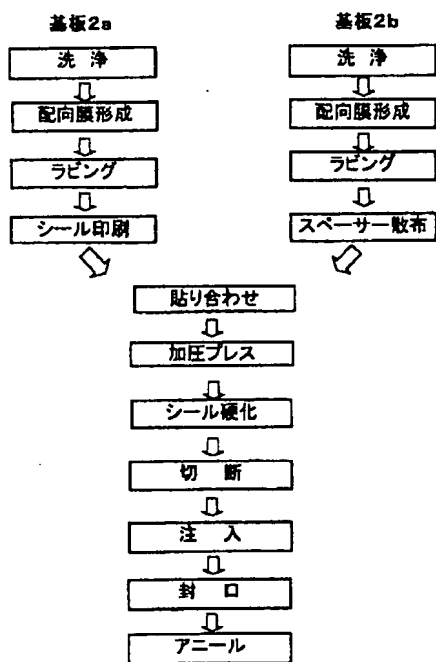 基板2a
洗 浄
配向膜形成
ラビング
シール印刷
基板2b
洗 浄
配向膜形成
ラビング
スペーサー散布
貼り合わせ
加圧プレス
シール硬化
切 断
注 入
封 口
アニール